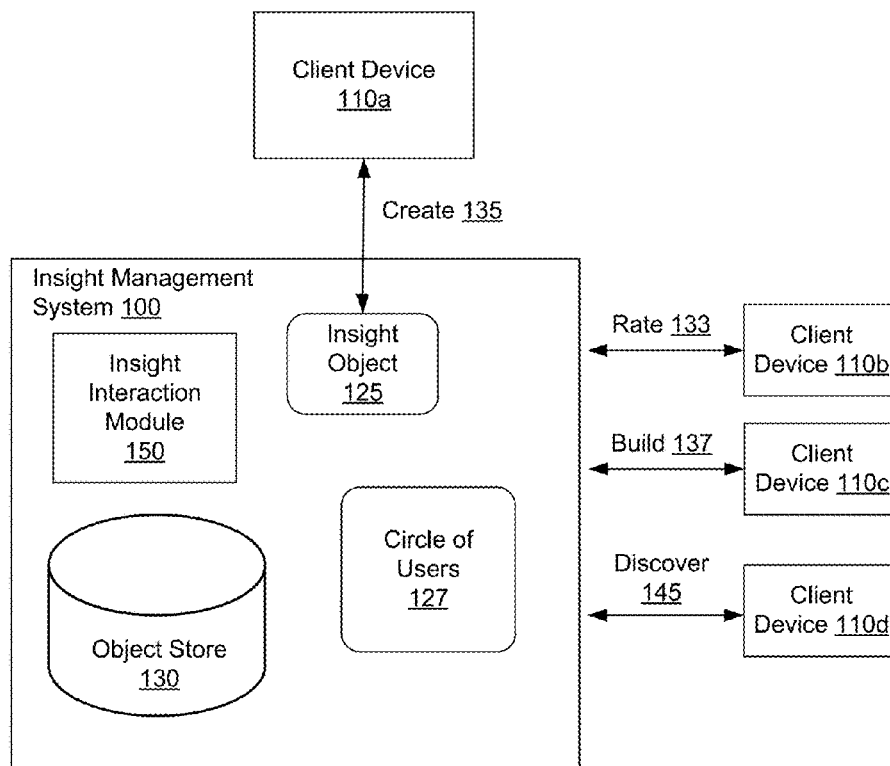 Client Device
110a
Create 135
Insight Management
System 100
Insight
Interaction
Module
150
Insight
Object
125
Object Store
130
Circle of
Users
127
Rate 133
Client
Device 110b
Build 137
Client
Device 110c
Discover
145
Client
Device 110d